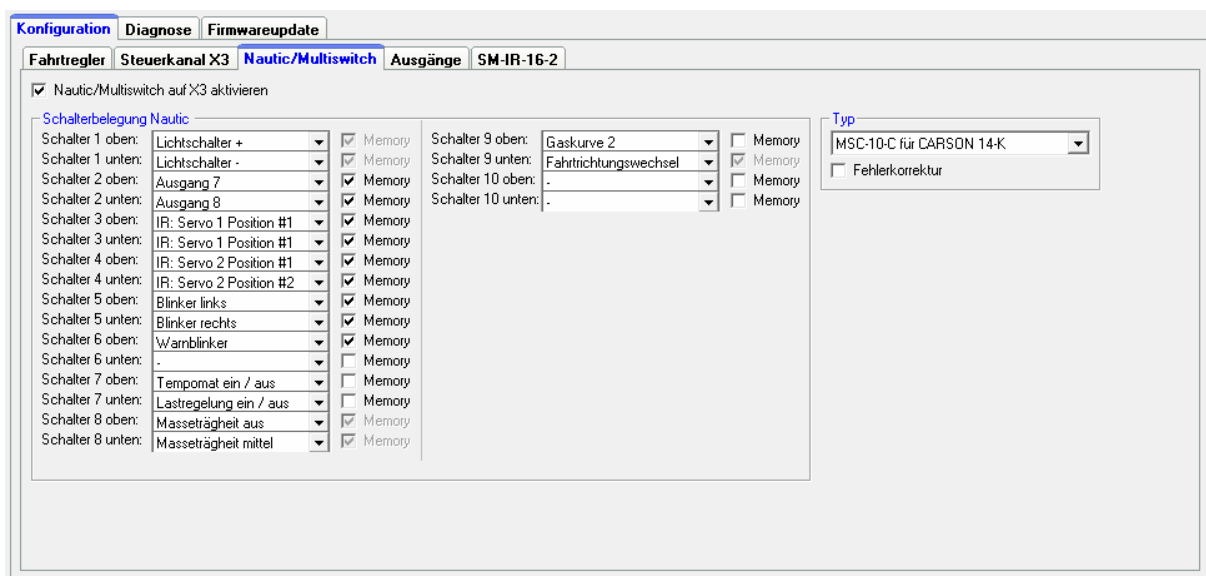 Konfiguration Diagnose Firmwareupdate
Fahrtregler Steuerkanal X3 Nautic/Multiswitch Ausgänge SM-IR-16-2
Nautic/Multiswitch auf X3 aktivieren
Schalterbelegung Nautic
Schalter 1 oben: Lichtschalter + Memory
Schalter 1 unten: Lichtschalter - Memory
Schalter 2 oben: Ausgang 7 Memory
Schalter 2 unten: Ausgang 8 Memory
Schalter 3 oben: IR: Servo 1 Position #1 Memory
Schalter 3 unten: IR: Servo 1 Position #1 Memory
Schalter 4 oben: IR: Servo 2 Position #1 Memory
Schalter 4 unten: IR: Servo 2 Position #2 Memory
Schalter 5 oben: Blinker links Memory
Schalter 5 unten: Blinker rechts Memory
Schalter 6 oben: Warnblinker Memory
Schalter 6 unten: - Memory
Schalter 7 oben: Tempomat ein / aus Memory
Schalter 7 unten: Lastregelung ein / aus Memory
Schalter 8 oben: Masseträgheit aus Memory
Schalter 8 unten: Masseträgheit mittel Memory
Schalter 9 oben: Gaskurve 2 Memory
Schalter 9 unten: Fahrtrichtungswechsel Memory
Schalter 10 oben: - Memory
Schalter 10 unten: - Memory
Typ
MSC-10-C für CARSON 14-K
Fehlerkorrektur